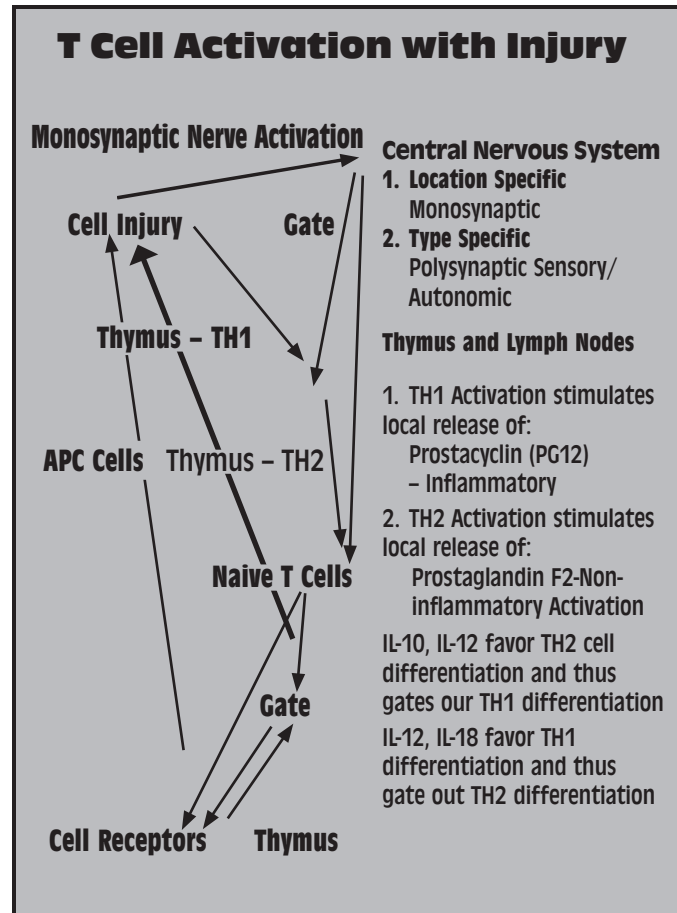 T Cell Activation with Injury
Monosynaptic Nerve Activation
Cell Injury
Gate
Thymus – TH1
APC Cells
Thymus – TH2
Naive T Cells
Gate
Cell Receptors
Thymus
Central Nervous System
1. Location Specific
Monosynaptic
2. Type Specific
Polysynaptic Sensory/
Autonomic
Thymus and Lymph Nodes
1. TH1 Activation stimulates
local release of:
Prostacyclin (PG12)
– Inflammatory
2. TH2 Activation stimulates
local release of:
Prostaglandin F2-Non-
inflammatory Activation
IL-10, IL-12 favor TH2 cell
differentiation and thus
gates our TH1 differentiation
IL-12, IL-18 favor TH1
differentiation and thus
gate out TH2 differentiation